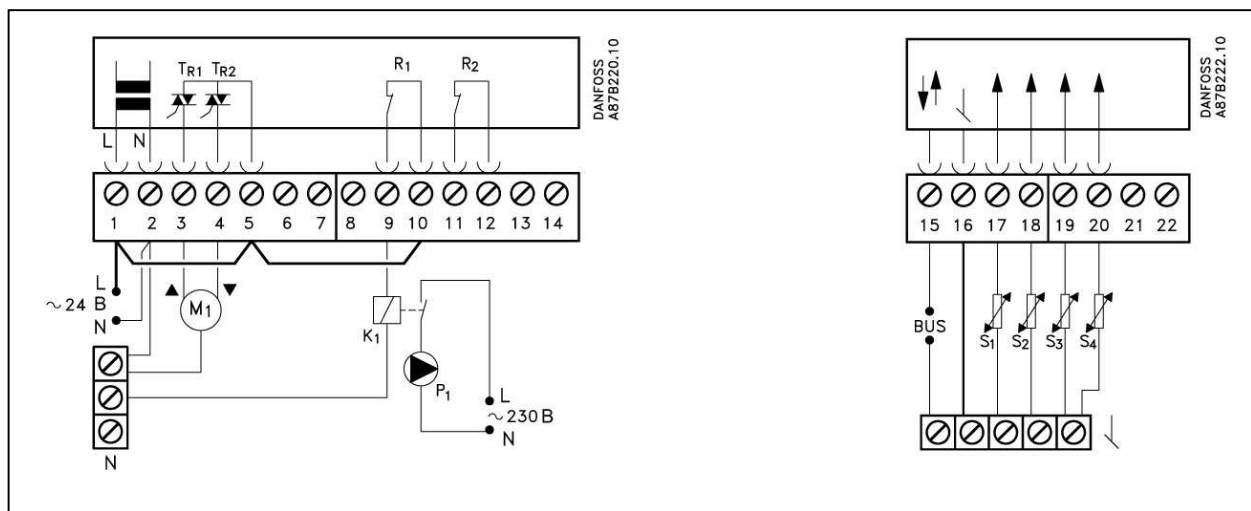 TR1 TR2
R1
R2
DANFOSS
A87B220.10
L N
1 2 3 4 5 6 7 8 9 10 11 12 13 14
L
~24 B
N
M1
K1
P1
L
~230 B
N
N
DANFOSS
A87B222.10
15 16 17 18 19 20 21 22
BUS
S1 S2 S3 S4